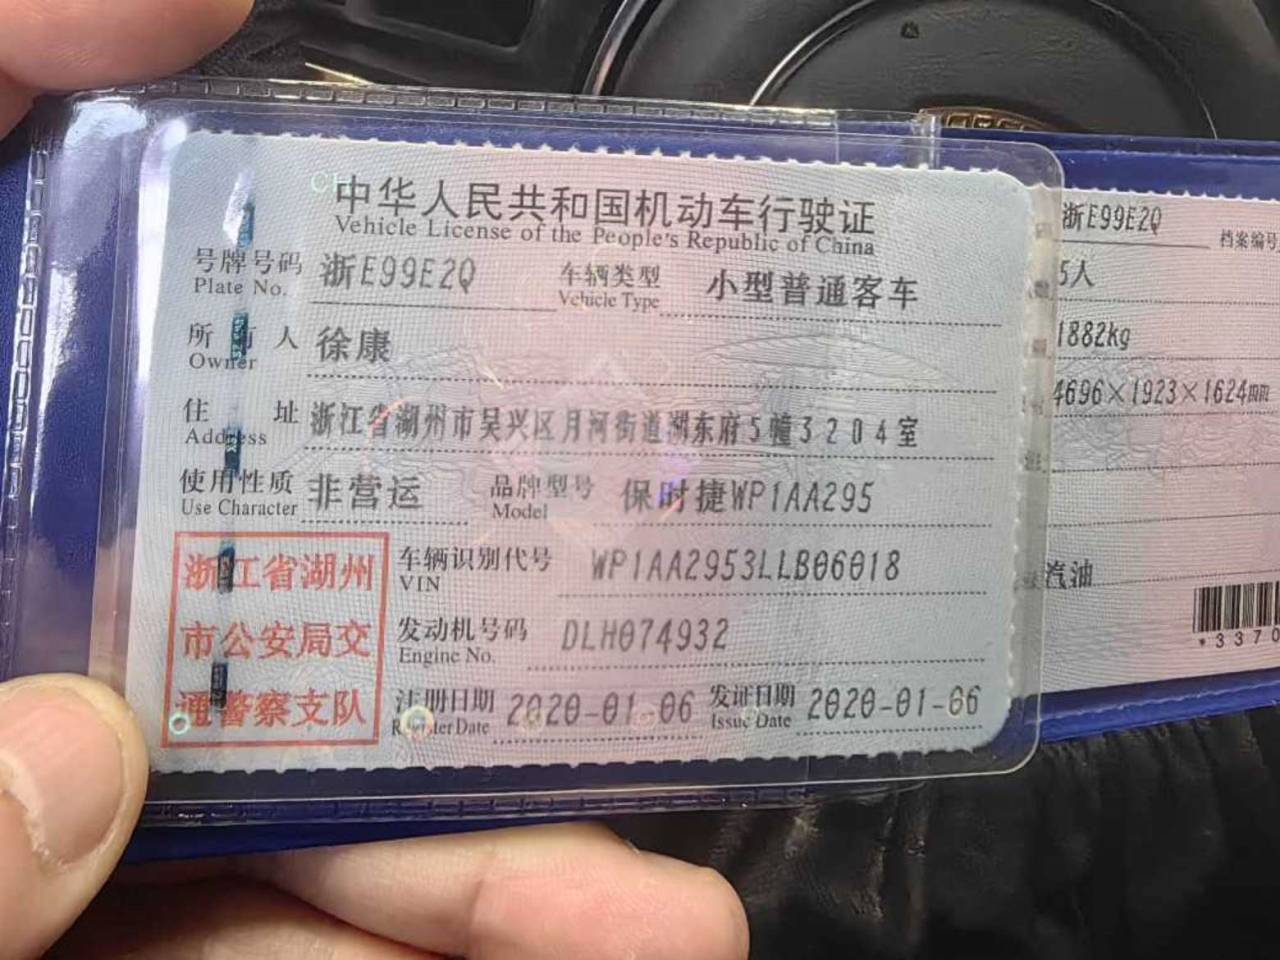 中华人民共和国机动车行驶证
Vehicle License of the People's Republic of China
号牌号码 浙E99E2Q 车辆类型 小型普通客车
Plate No. Vehicle Type
所有人 徐康
Owner
住址 浙江省湖州市吴兴区月河街道湖东府5幢3204室
Address
使用性质 非营运 品牌型号 保时捷WP1AA295
Use Character Model
浙江省湖州
市公安局交
通警察支队
车辆识别代号 WP1AA2953LLB06018
VIN
发动机号码 DLH074932
Engine No.
注册日期 2020-01-06 发证日期 2020-01-06
Register Date Issue Date
浙E99E2Q 档案编号
5人
1882kg
4696×1923×1624mm
汽油
*3370